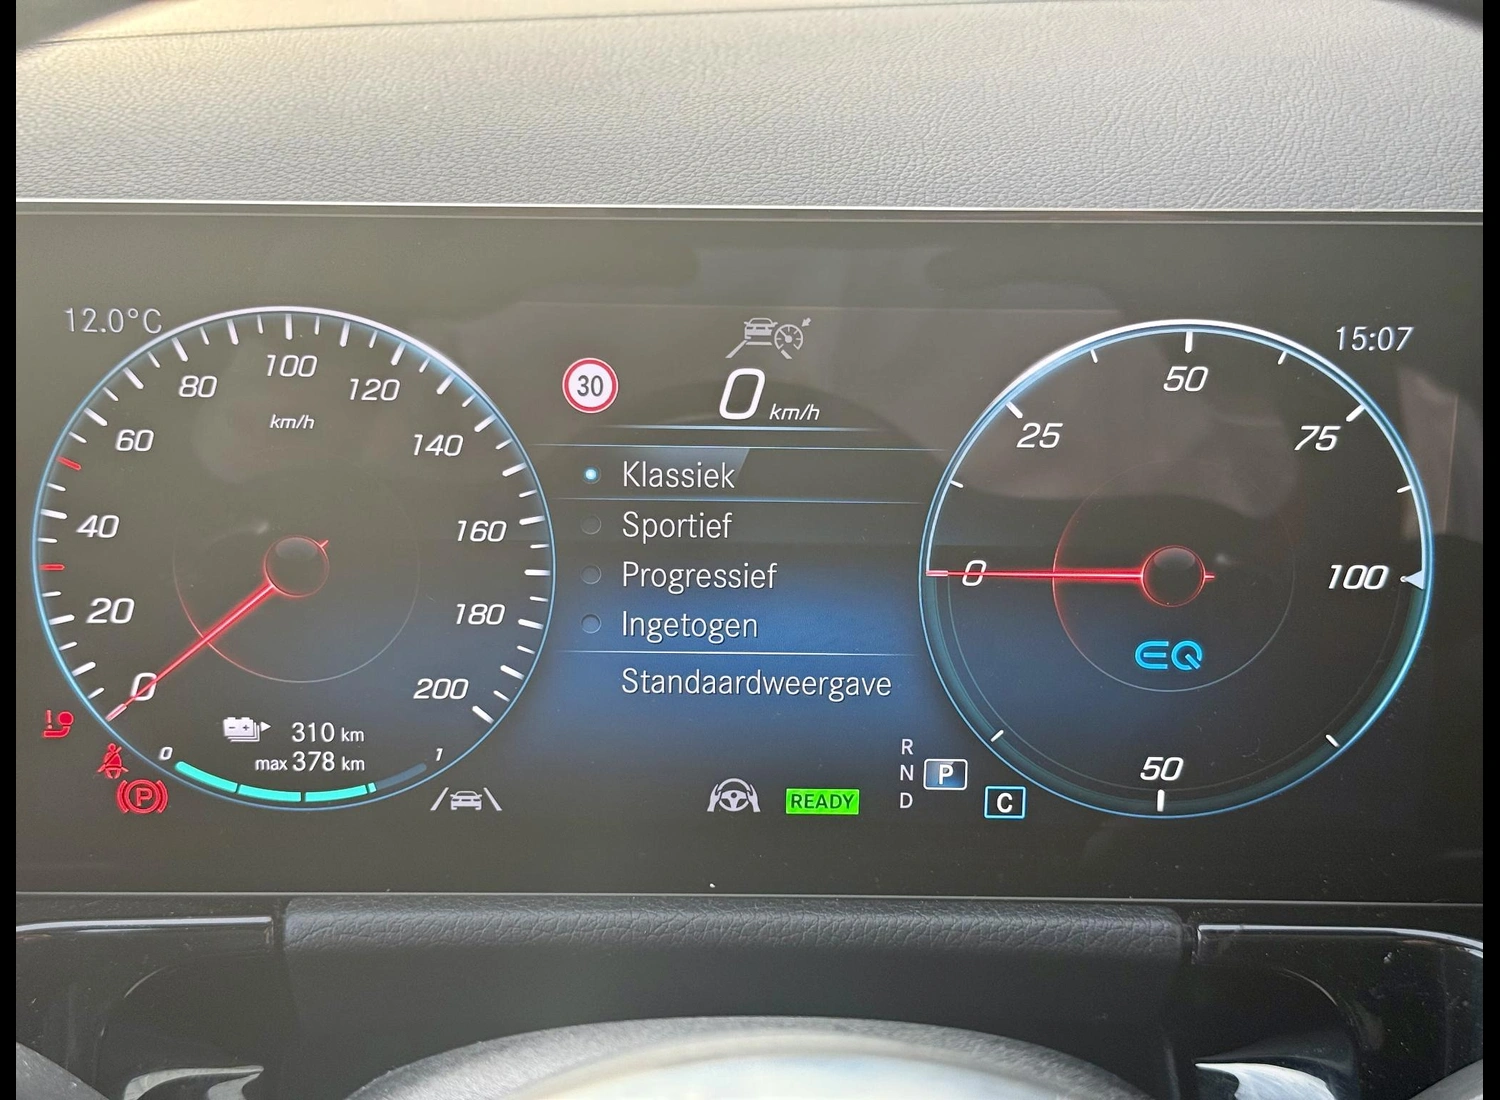 12.0°C
15:07
0
20
40
60
80
100
120
140
160
180
200
km/h
310 km
max 378 km
0
1
30
0 km/h
Klassiek
Sportief
Progressief
Ingetogen
Standaardweergave
READY
R
N P
D
C
0
25
50
75
100
50
EQ
P